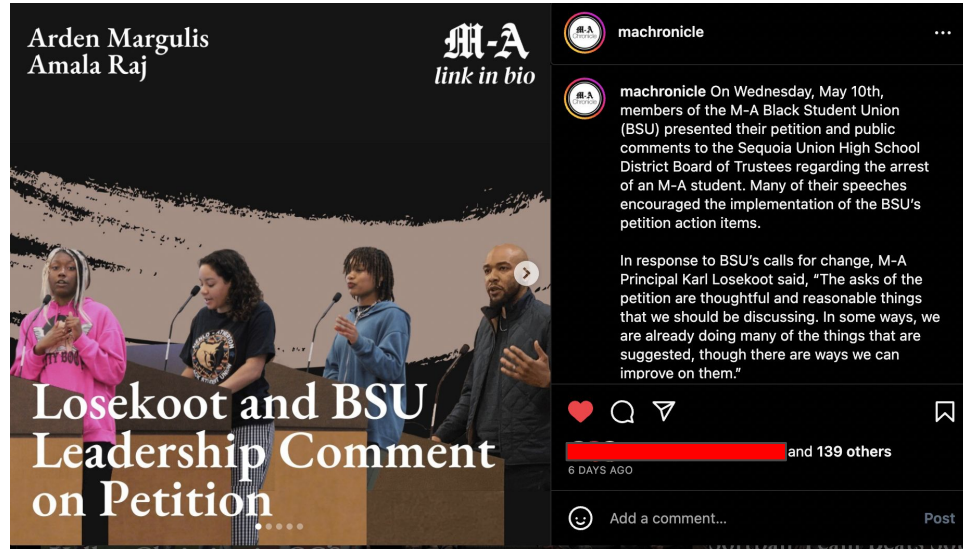 Arden Margulis
Amala Raj
M-A
link in bio
Losekoot and BSU
Leadership Comment
on Petition
M-A
Chronicle
machronicle
M-A
Chronicle
machronicle On Wednesday, May 10th,
members of the M-A Black Student Union
(BSU) presented their petition and public
comments to the Sequoia Union High School
District Board of Trustees regarding the arrest
of an M-A student. Many of their speeches
encouraged the implementation of the BSU's
petition action items.
In response to BSU's calls for change, M-A
Principal Karl Losekoot said, "The asks of the
petition are thoughtful and reasonable things
that we should be discussing. In some ways, we
are already doing many of the things that are
suggested, though there are ways we can
improve on them."
and 139 others
6 DAYS AGO
Add a comment...
Post